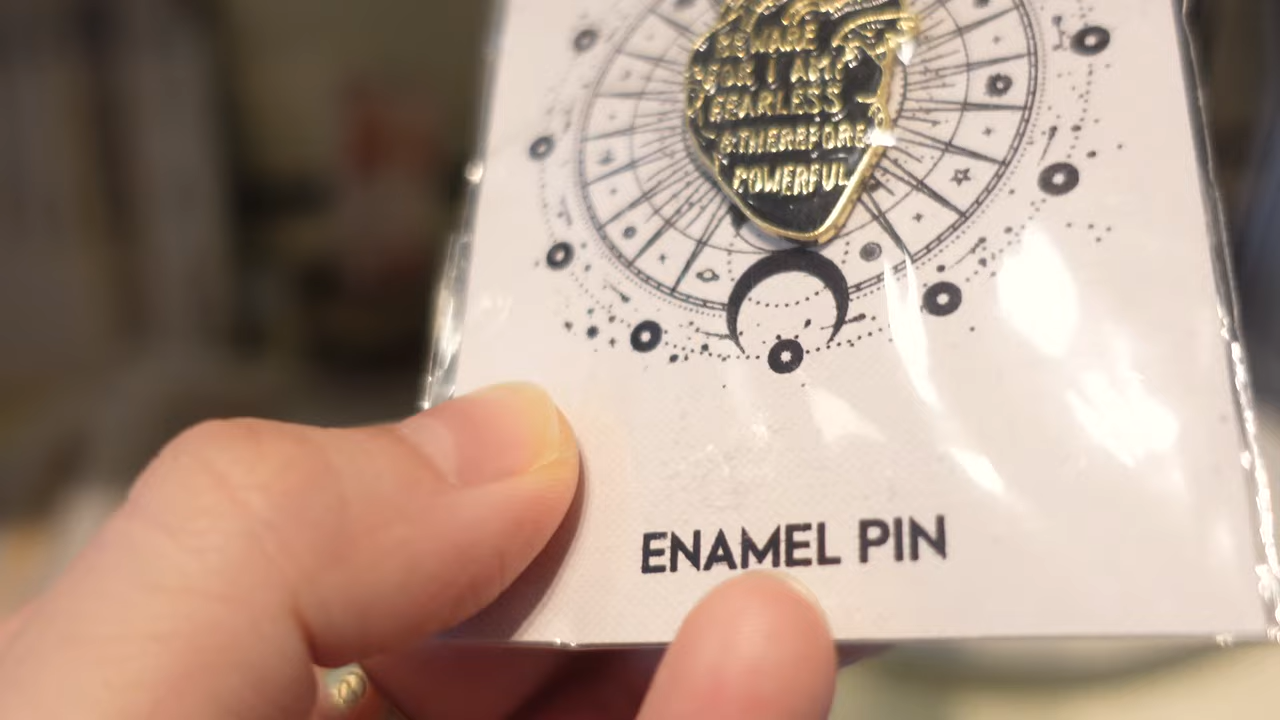 BEWARE
FOR I AM
FEARLESS
& THEREFORE
POWERFUL
ENAMEL PIN